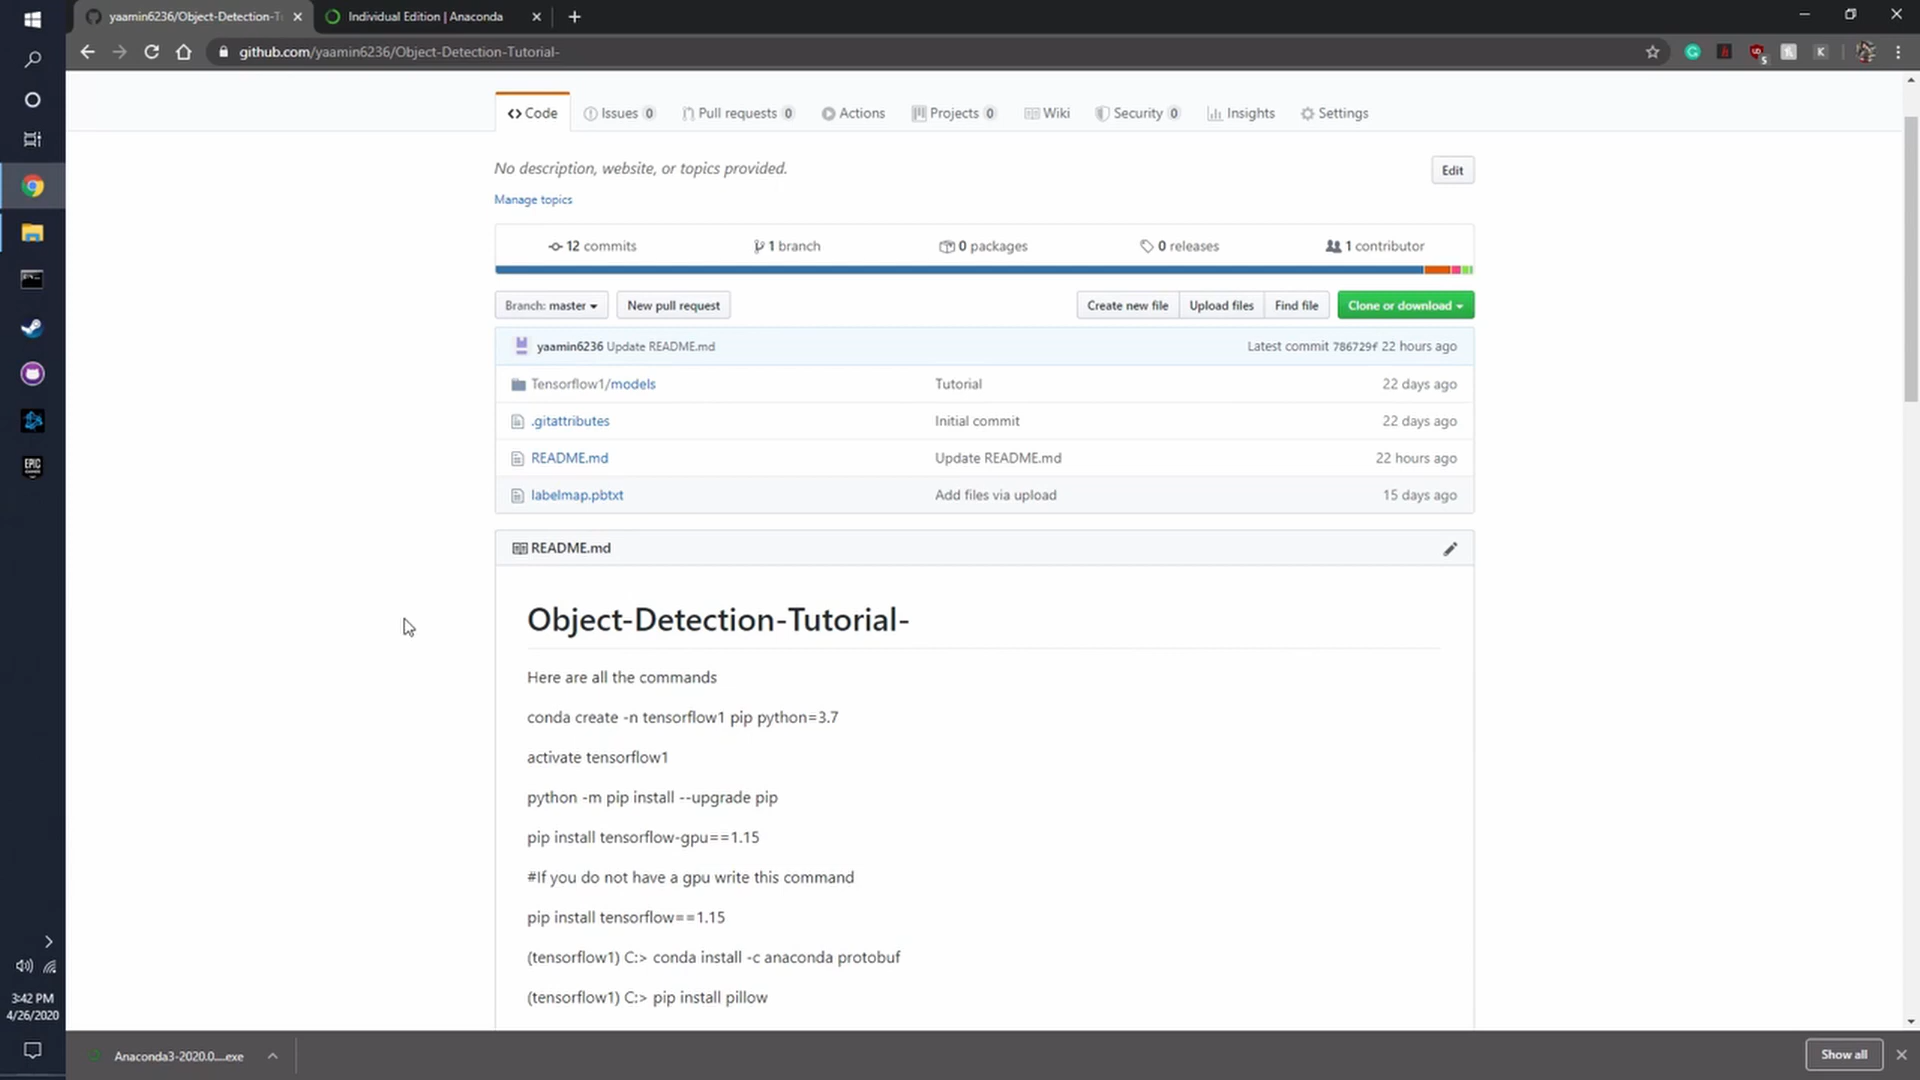 yaamin6236/Object-Detection-T
Individual Edition | Anaconda
github.com/yaamin6236/Object-Detection-Tutorial-
Code
Issues 0
Pull requests 0
Actions
Projects 0
Wiki
Security 0
Insights
Settings
No description, website, or topics provided.
Edit
Manage topics
12 commits
1 branch
0 packages
0 releases
1 contributor
Branch: master
New pull request
Create new file
Upload files
Find file
Clone or download
yaamin6236 Update README.md
Latest commit 786729f 22 hours ago
Tensorflow1/models
Tutorial
22 days ago
.gitattributes
Initial commit
22 days ago
README.md
Update README.md
22 hours ago
labelmap.pbtxt
Add files via upload
15 days ago
README.md
Object-Detection-Tutorial-
Here are all the commands
conda create -n tensorflow1 pip python=3.7
activate tensorflow1
python -m pip install --upgrade pip
pip install tensorflow-gpu==1.15
#If you do not have a gpu write this command
pip install tensorflow==1.15
(tensorflow1) C:> conda install -c anaconda protobuf
(tensorflow1) C:> pip install pillow
EPIC
3:42 PM
4/26/2020
Anaconda3-2020.0....exe
Show all